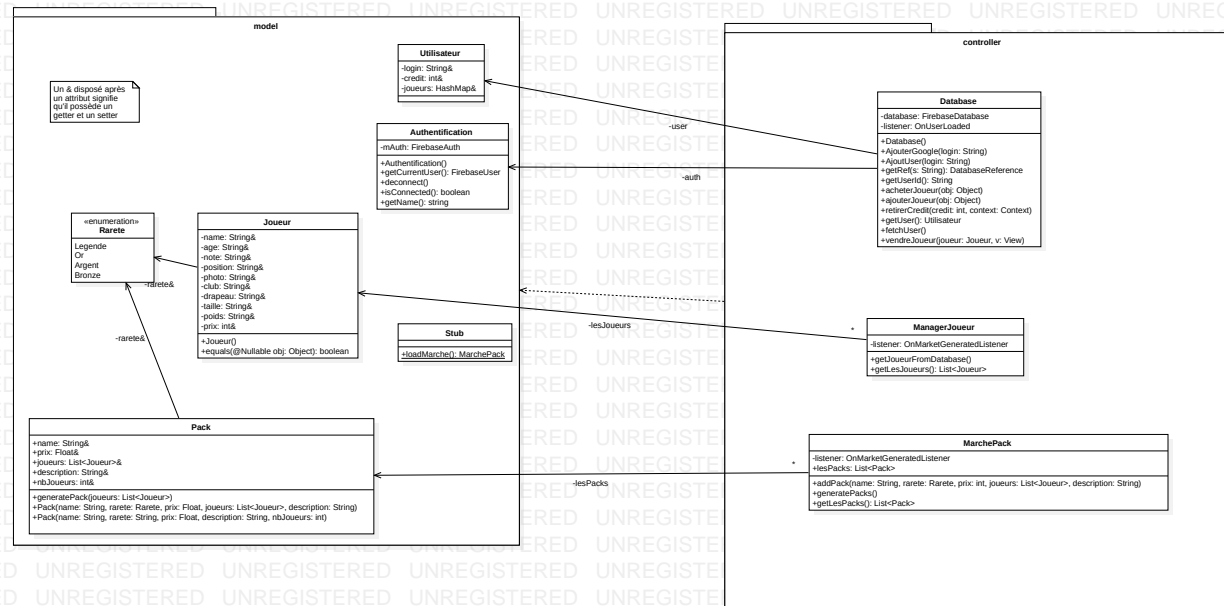 model
Un & disposé après
un attribut signifie
qu'il possède un
getter et un setter
Utilisateur
-login: String&
-credit: int&
-joueurs: HashMap&
Authentification
-mAuth: FirebaseAuth
+Authentification()
+getCurrentUser(): FirebaseUser
+deconnect()
+isConnected(): boolean
+getName(): string
«enumeration»
Rarete
Legende
Or
Argent
Bronze
-rarete&
-rarete&
Joueur
-name: String&
-age: String&
-note: String&
-position: String&
-photo: String&
-club: String&
-drapeau: String&
-taille: String&
-poids: String&
-prix: int&
+Joueur()
+equals(@Nullable obj: Object): boolean
Stub
+loadMarche(): MarchePack
Pack
+name: String&
+prix: Float&
+joueurs: List<Joueur>&
+description: String&
+nbJoueurs: int&
+generatePack(joueurs: List<Joueur>)
+Pack(name: String, rarete: Rarete, prix: Float, joueurs: List<Joueur>, description: String)
+Pack(name: String, rarete: String, prix: Float, description: String, nbJoueurs: int)
-user
-auth
-lesJoueurs
*
-lesPacks
*
controller
Database
-database: FirebaseDatabase
-listener: OnUserLoaded
+Database()
+AjouterGoogle(login: String)
+AjoutUser(login: String)
+getRef(s: String): DatabaseReference
+getUserId(): String
+acheterJoueur(obj: Object)
+ajouterJoueur(obj: Object)
+retirerCredit(credit: int, context: Context)
+getUser(): Utilisateur
+fetchUser()
+vendreJoueur(joueur: Joueur, v: View)
ManagerJoueur
-listener: OnMarketGeneratedListener
+getJoueurFromDatabase()
+getLesJoueurs(): List<Joueur>
MarchePack
-listener: OnMarketGeneratedListener
+lesPacks: List<Pack>
+addPack(name: String, rarete: Rarete, prix: int, joueurs: List<Joueur>, description: String)
+generatePacks()
+getLesPacks(): List<Pack>
UNREGISTERED UNREGISTERED UNREGISTERED UNREGISTERED